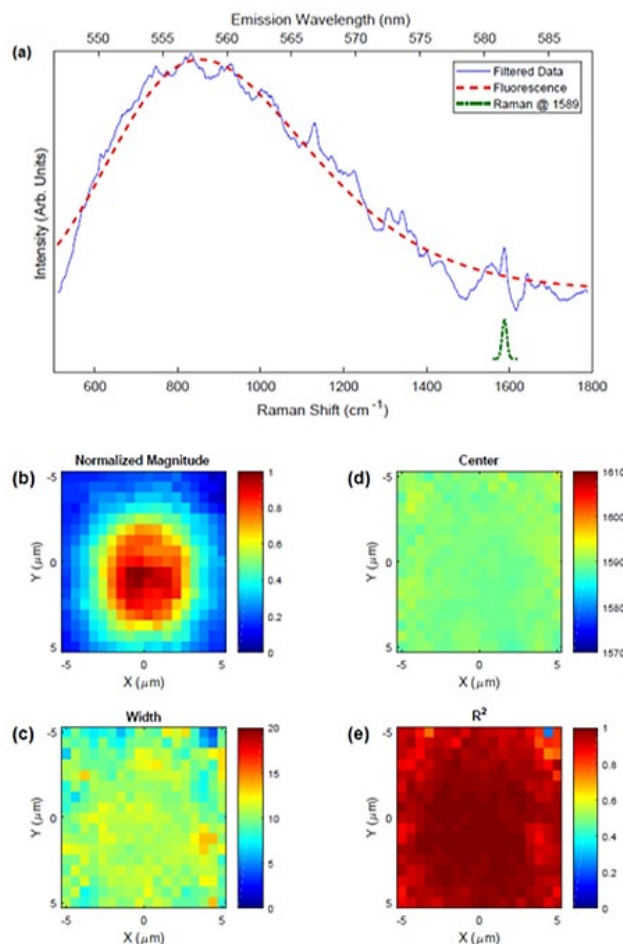 Emission Wavelength (nm)
550 555 560 565 570 575 580 585
(a)
Filtered Data
Fluorescence
Raman @ 1589
Intensity (Arb. Units)
600 800 1000 1200 1400 1600 1800
Raman Shift (cm⁻¹)
(b) Normalized Magnitude
-5 0 5
Y (μm)
-5 0 5
X (μm)
1 0.8 0.6 0.4 0.2 0
(d) Center
-5 0 5
Y (μm)
-5 0 5
X (μm)
1610 1600 1590 1580 1570
(c) Width
-5 0 5
Y (μm)
-5 0 5
X (μm)
20 15 10 5 0
(e) R²
-5 0 5
Y (μm)
-5 0 5
X (μm)
1 0.8 0.6 0.4 0.2 0